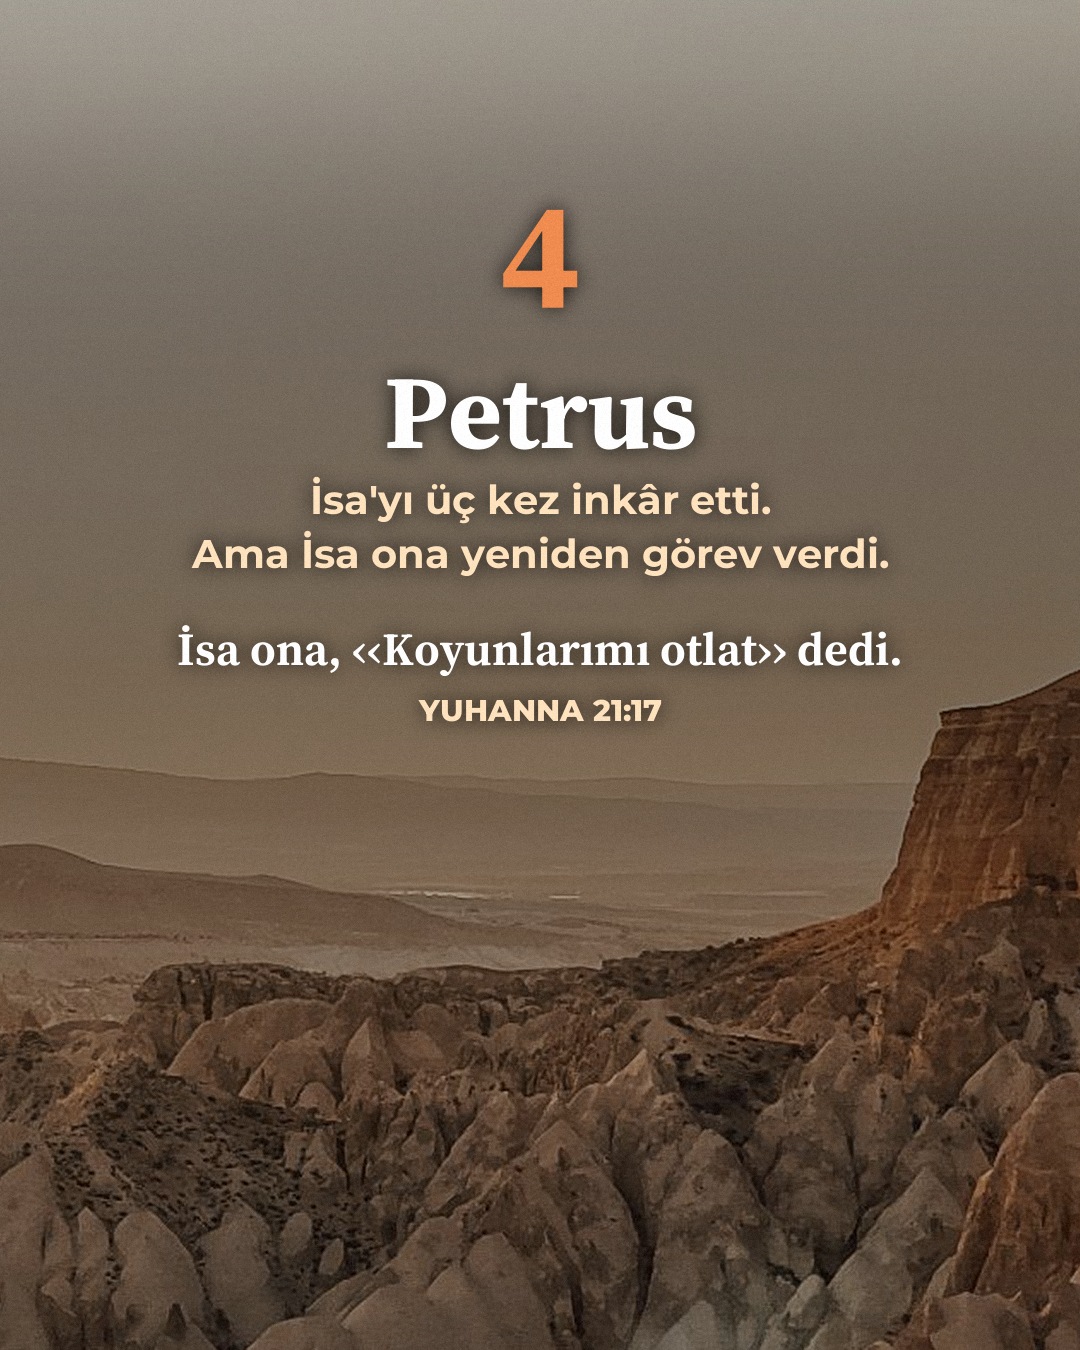 4
Petrus
İsa'yı üç kez inkâr etti.
Ama İsa ona yeniden görev verdi.
İsa ona, ‹‹Koyunlarımı otlat›› dedi.
YUHANNA 21:17